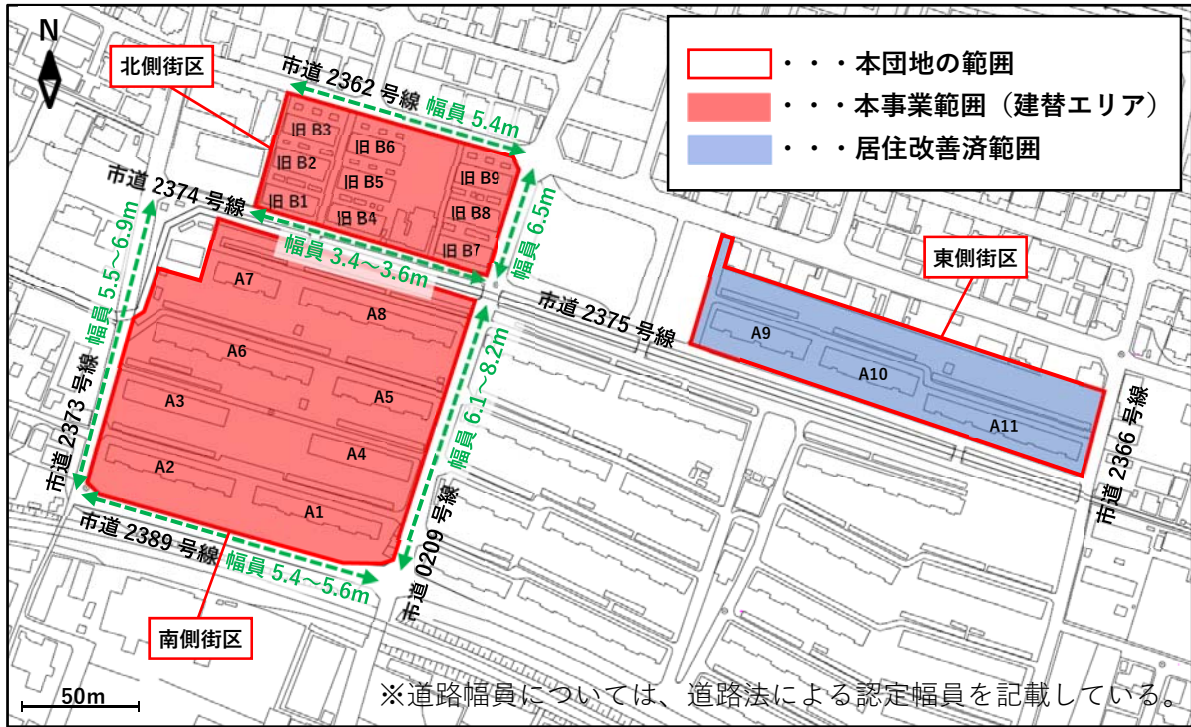 N
北側街区
市道 2362 号線
幅員 5.4m
・・・本団地の範囲
・・・本事業範囲（建替エリア）
・・・居住改善済範囲
旧 B3
旧 B6
旧 B2
旧 B5
旧 B9
旧 B1
旧 B4
旧 B8
旧 B7
幅員 6.5m
市道 2374 号線
幅員 3.4～3.6m
幅員 5.5～6.9m
市道 2373 号線
市道 2375 号線
東側街区
A7
A8
A6
A5
A3
A4
A2
A1
A9
A10
A11
幅員 6.1～8.2m
市道 0209 号線
市道 2366 号線
市道 2389 号線
幅員 5.4～5.6m
南側街区
50m
※道路幅員については、道路法による認定幅員を記載している。